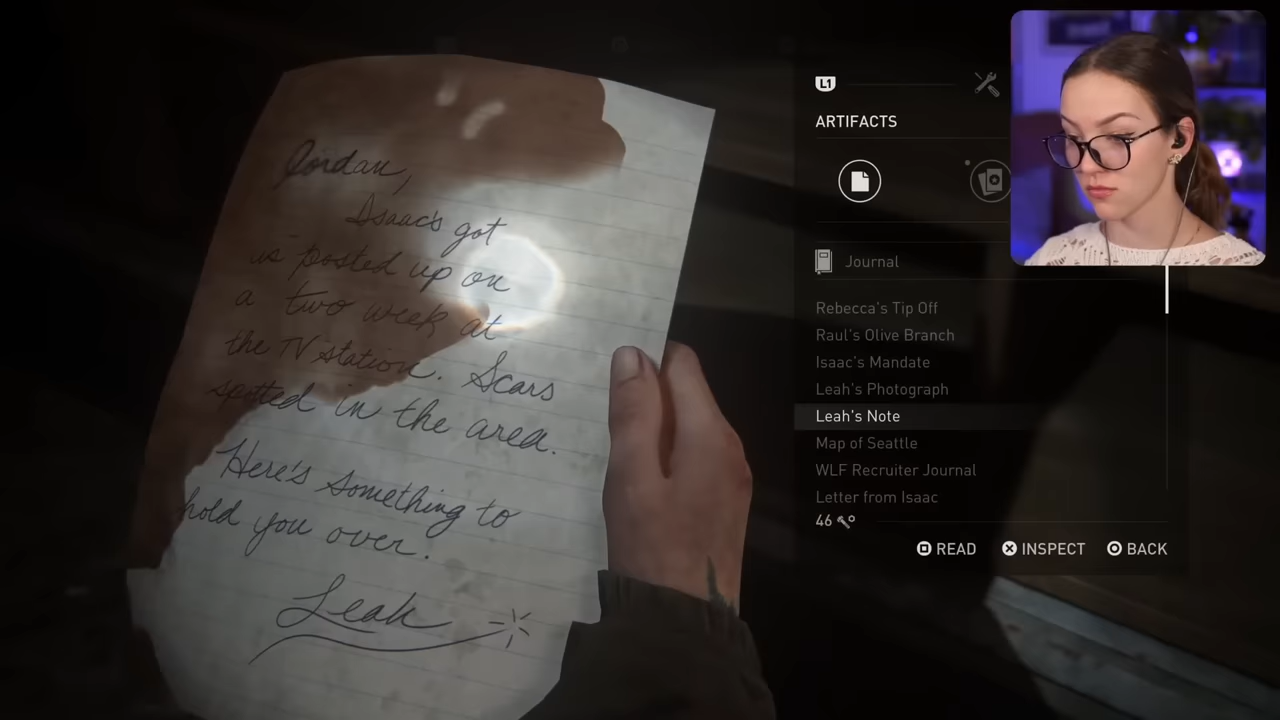 Jordan,
Isaac's got
us posted up on
a two week at
the TV station. Scars
spotted in the area.
Here's something to
hold you over.
Leah
L1
ARTIFACTS
Journal
Rebecca's Tip Off
Raul's Olive Branch
Isaac's Mandate
Leah's Photograph
Leah's Note
Map of Seattle
WLF Recruiter Journal
Letter from Isaac
46
READ INSPECT BACK